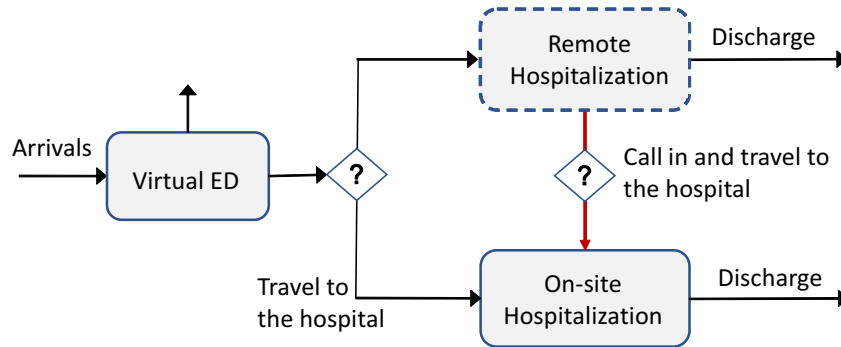 Arrivals
Virtual ED
?
Remote
Hospitalization
Discharge
?
Call in and travel to
the hospital
Travel to
the hospital
On-site
Hospitalization
Discharge